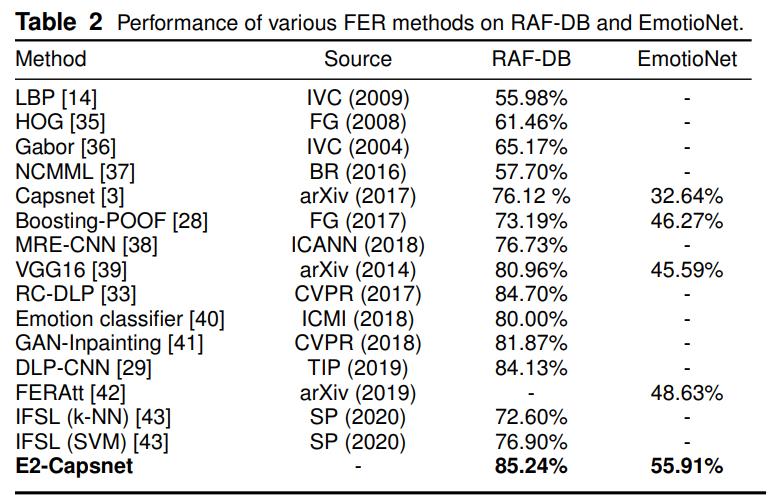 Table 2 Performance of various FER methods on RAF-DB and EmotioNet.
Method Source RAF-DB EmotioNet
LBP [14] IVC (2009) 55.98% -
HOG [35] FG (2008) 61.46% -
Gabor [36] IVC (2004) 65.17% -
NCMML [37] BR (2016) 57.70% -
Capsnet [3] arXiv (2017) 76.12 % 32.64%
Boosting-POOF [28] FG (2017) 73.19% 46.27%
MRE-CNN [38] ICANN (2018) 76.73% -
VGG16 [39] arXiv (2014) 80.96% 45.59%
RC-DLP [33] CVPR (2017) 84.70% -
Emotion classifier [40] ICMI (2018) 80.00% -
GAN-Inpainting [41] CVPR (2018) 81.87% -
DLP-CNN [29] TIP (2019) 84.13% -
FERAtt [42] arXiv (2019) - 48.63%
IFSL (k-NN) [43] SP (2020) 72.60% -
IFSL (SVM) [43] SP (2020) 76.90% -
E2-Capsnet - 85.24% 55.91%